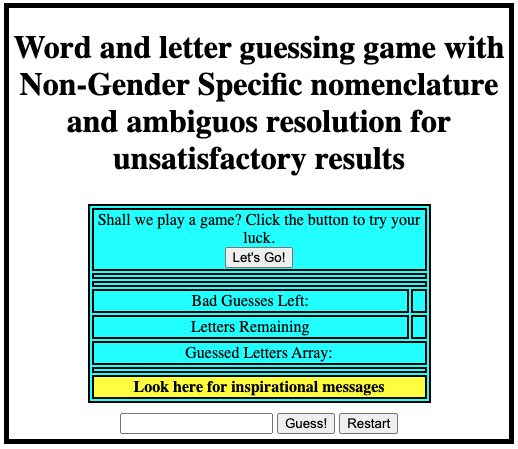 Word and letter guessing game with
Non-Gender Specific nomenclature
and ambiguos resolution for
unsatisfactory results
Shall we play a game? Click the button to try your
luck.
Let's Go!
Bad Guesses Left:
Letters Remaining
Guessed Letters Array:
Look here for inspirational messages
Guess! Restart